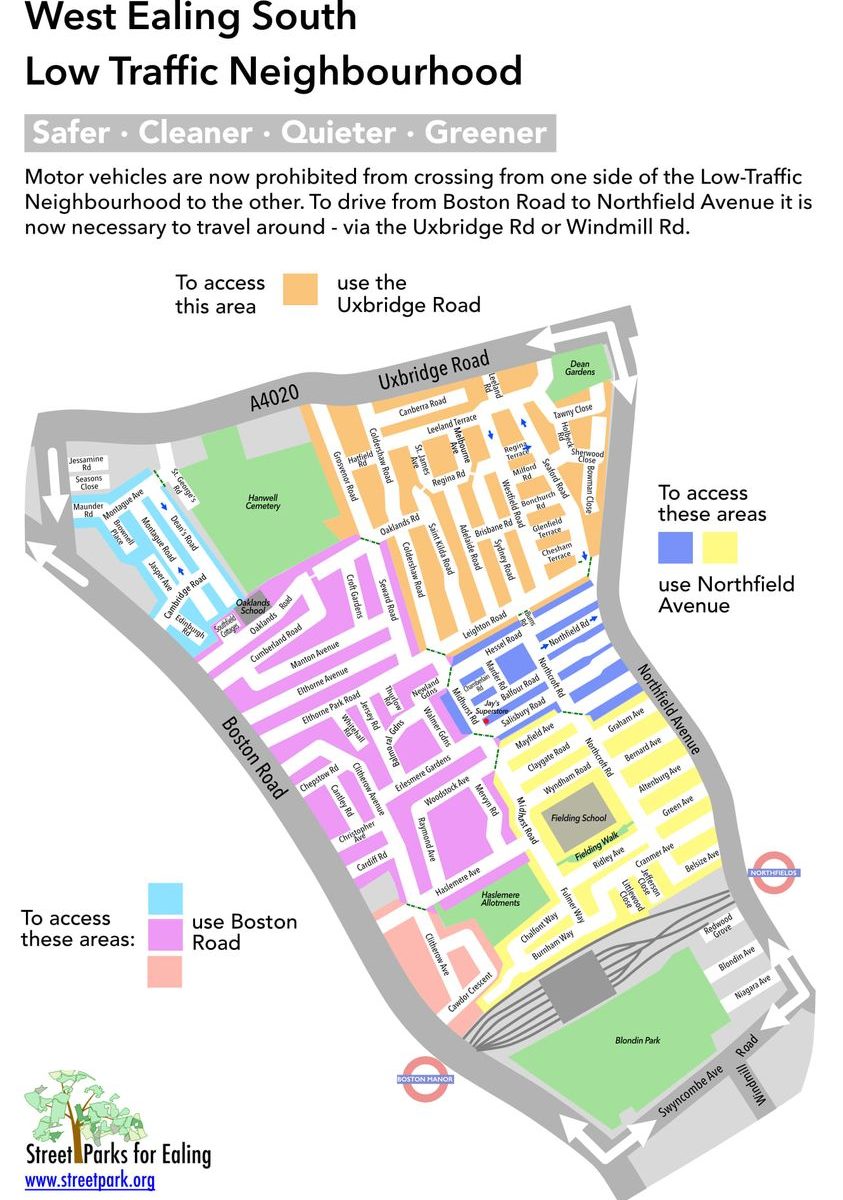 West Ealing South
Low Traffic Neighbourhood
Safer · Cleaner · Quieter · Greener
Motor vehicles are now prohibited from crossing from one side of the Low-Traffic
Neighbourhood to the other. To drive from Boston Road to Northfield Avenue it is
now necessary to travel around - via the Uxbridge Rd or Windmill Rd.
To access
this area
use the
Uxbridge Road
A4020
Uxbridge Road
Dean
Gardens
Leeland
Rd
Canberra Road
Leeland Terrace
Tawny Close
Holbeck
Rd
Melbourne
Ave
St. James
Ave
Regina
Terrace
Sherwood
Close
Hatfield
Rd
Coldershaw Road
Grosvenor Road
Regina Rd
Milford
Rd
Seaford Road
Bowman Close
Jessamine
Rd
Seasons
Close
Maunder
Rd
St. George's
Rd
Montague Ave
Brownell
Place
Montague Road
Dean's Road
Jasper Ave
Cambridge Road
Edinburgh
Rd
Hanwell
Cemetery
Oaklands Rd
Westfield Road
Bonchurch
Rd
Glenfield
Terrace
Chesham
Terrace
Brisbane Rd
Sydney Road
Adelaide Road
Saint Kilda Road
Coldershaw Road
To access
these areas
use Northfield
Avenue
Oaklands
School
Southfield
Cottages
Oaklands Road
Cumberland Road
Croft Gardens
Seward Road
Manton Avenue
Elthorne Avenue
Elthorne Park Road
Leighton Road
Hessel Road
Northfield Rd
Chamberlain
Rd
Marder Rd
Balfour Road
Northcroft Rd
Midhurst Rd
Jay's
Superstore
Salisbury Road
Newland
Gdns
Thurlow
Rd
Jersey Rd
Whitehall
Rd
Balmoral
Gdns
Walmer Gdns
Northfield Avenue
Boston Road
Chepstow Rd
Cantley Rd
Clitherow Avenue
Erlesmere Gardens
Woodstock Ave
Mervyn Rd
Raymond Ave
Christopher
Ave
Cardiff Rd
Haslemere Ave
Mayfield Ave
Claygate Road
Wyndham Road
Northcroft Rd
Midhurst Road
Graham Ave
Bernard Ave
Altenburg Ave
Green Ave
Fielding School
Fielding Walk
Ridley Ave
Cranmer Ave
Belsize Ave
Jefferson
Close
Littlewood
Close
Haslemere
Allotments
Fulmer Way
Chalfont Way
Burnham Way
NORTHFIELDS
Redwood
Grove
Blondin Ave
Niagara Ave
To access
these areas:
use Boston
Road
Clitherow Ave
Cawdor Crescent
BOSTON MANOR
Blondin Park
Swyncombe Ave
Windmill Road
Street Parks for Ealing
www.streetpark.org